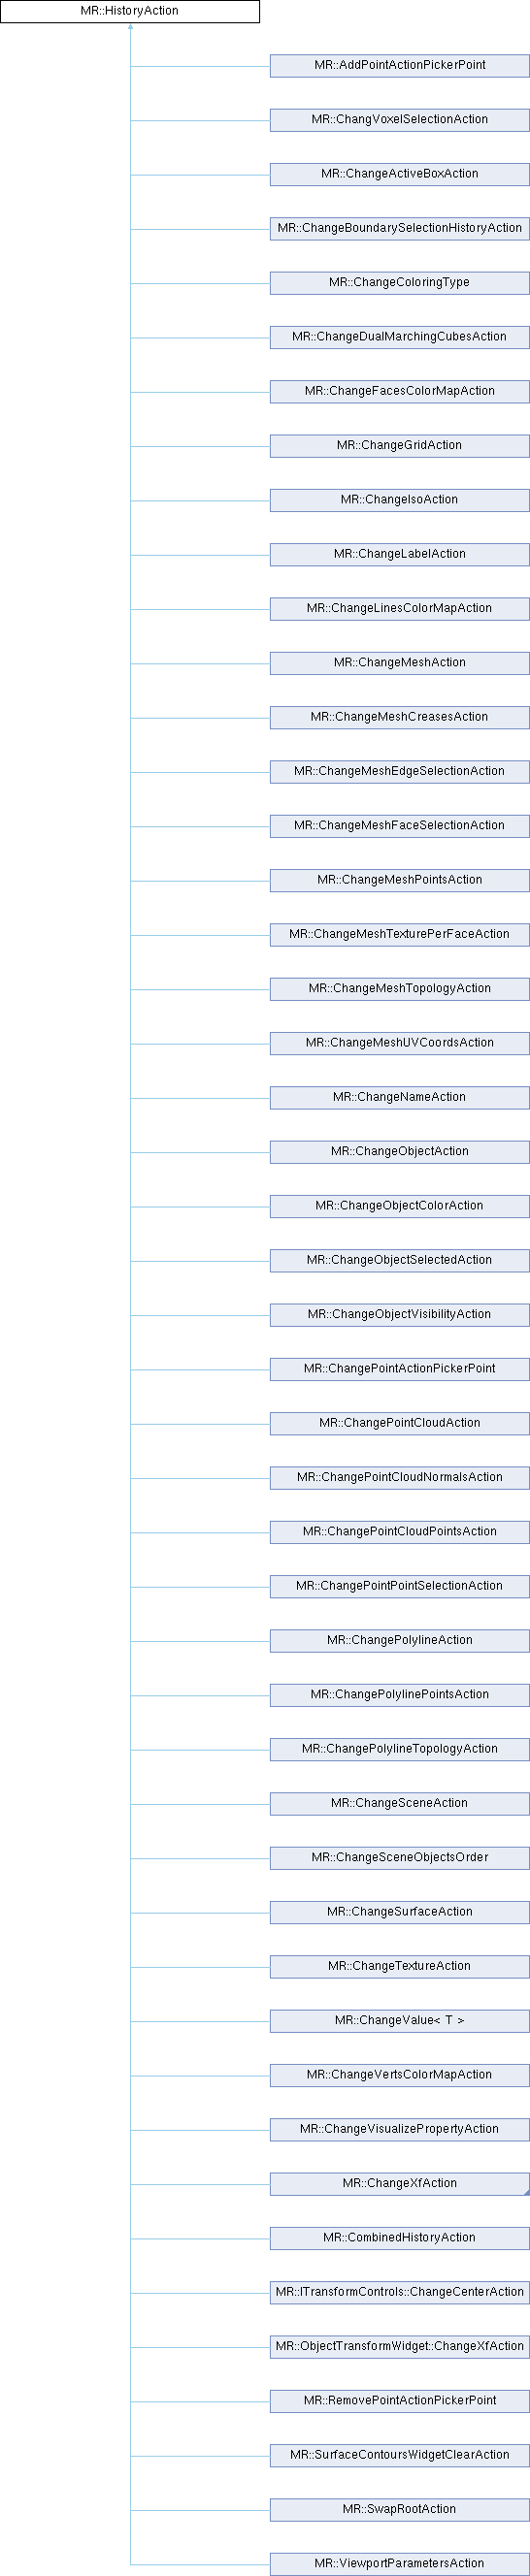 MR::HistoryAction
MR::AddPointActionPickerPoint
MR::ChangVoxelSelectionAction
MR::ChangeActiveBoxAction
MR::ChangeBoundarySelectionHistoryAction
MR::ChangeColoringType
MR::ChangeDualMarchingCubesAction
MR::ChangeFacesColorMapAction
MR::ChangeGridAction
MR::ChangeIsoAction
MR::ChangeLabelAction
MR::ChangeLinesColorMapAction
MR::ChangeMeshAction
MR::ChangeMeshCreasesAction
MR::ChangeMeshEdgeSelectionAction
MR::ChangeMeshFaceSelectionAction
MR::ChangeMeshPointsAction
MR::ChangeMeshTexturePerFaceAction
MR::ChangeMeshTopologyAction
MR::ChangeMeshUVCoordsAction
MR::ChangeNameAction
MR::ChangeObjectAction
MR::ChangeObjectColorAction
MR::ChangeObjectSelectedAction
MR::ChangeObjectVisibilityAction
MR::ChangePointActionPickerPoint
MR::ChangePointCloudAction
MR::ChangePointCloudNormalsAction
MR::ChangePointCloudPointsAction
MR::ChangePointPointSelectionAction
MR::ChangePolylineAction
MR::ChangePolylinePointsAction
MR::ChangePolylineTopologyAction
MR::ChangeSceneAction
MR::ChangeSceneObjectsOrder
MR::ChangeSurfaceAction
MR::ChangeTextureAction
MR::ChangeValue< T >
MR::ChangeVertsColorMapAction
MR::ChangeVisualizePropertyAction
MR::ChangeXfAction
MR::CombinedHistoryAction
MR::ITransformControls::ChangeCenterAction
MR::ObjectTransformWidget::ChangeXfAction
MR::RemovePointActionPickerPoint
MR::SurfaceContoursWidgetClearAction
MR::SwapRootAction
MR::ViewportParametersAction